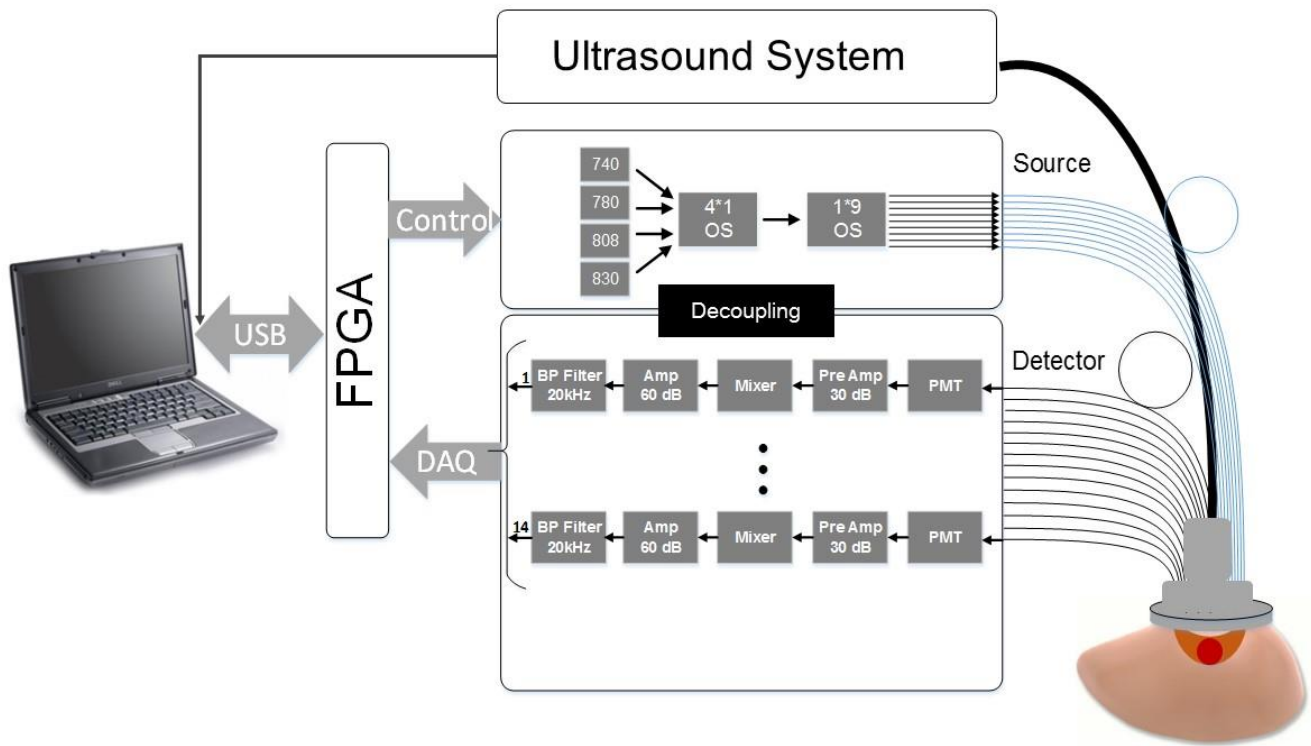 Ultrasound System
Source
740
780
808
830
4*1
OS
1*9
OS
Control
Decoupling
USB
FPGA
Detector
1
BP Filter
20kHz
Amp
60 dB
Mixer
Pre Amp
30 dB
PMT
DAQ
14
BP Filter
20kHz
Amp
60 dB
Mixer
Pre Amp
30 dB
PMT